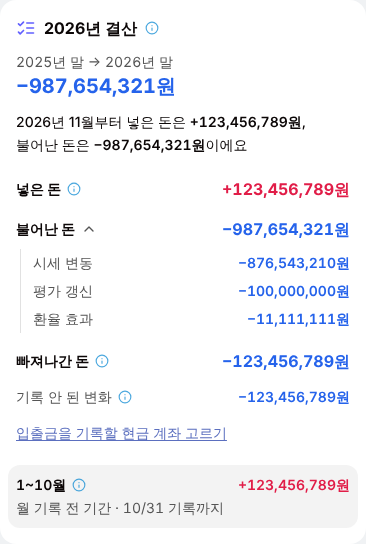 2026년 결산
2025년 말 → 2026년 말
−987,654,321원
2026년 11월부터 넣은 돈은 +123,456,789원,
불어난 돈은 −987,654,321원이에요
넣은 돈 +123,456,789원
불어난 돈 −987,654,321원
시세 변동 −876,543,210원
평가 갱신 −100,000,000원
환율 효과 −11,111,111원
빠져나간 돈 −123,456,789원
기록 안 된 변화 −123,456,789원
입출금을 기록할 현금 계좌 고르기
1~10월 +123,456,789원
월 기록 전 기간 · 10/31 기록까지